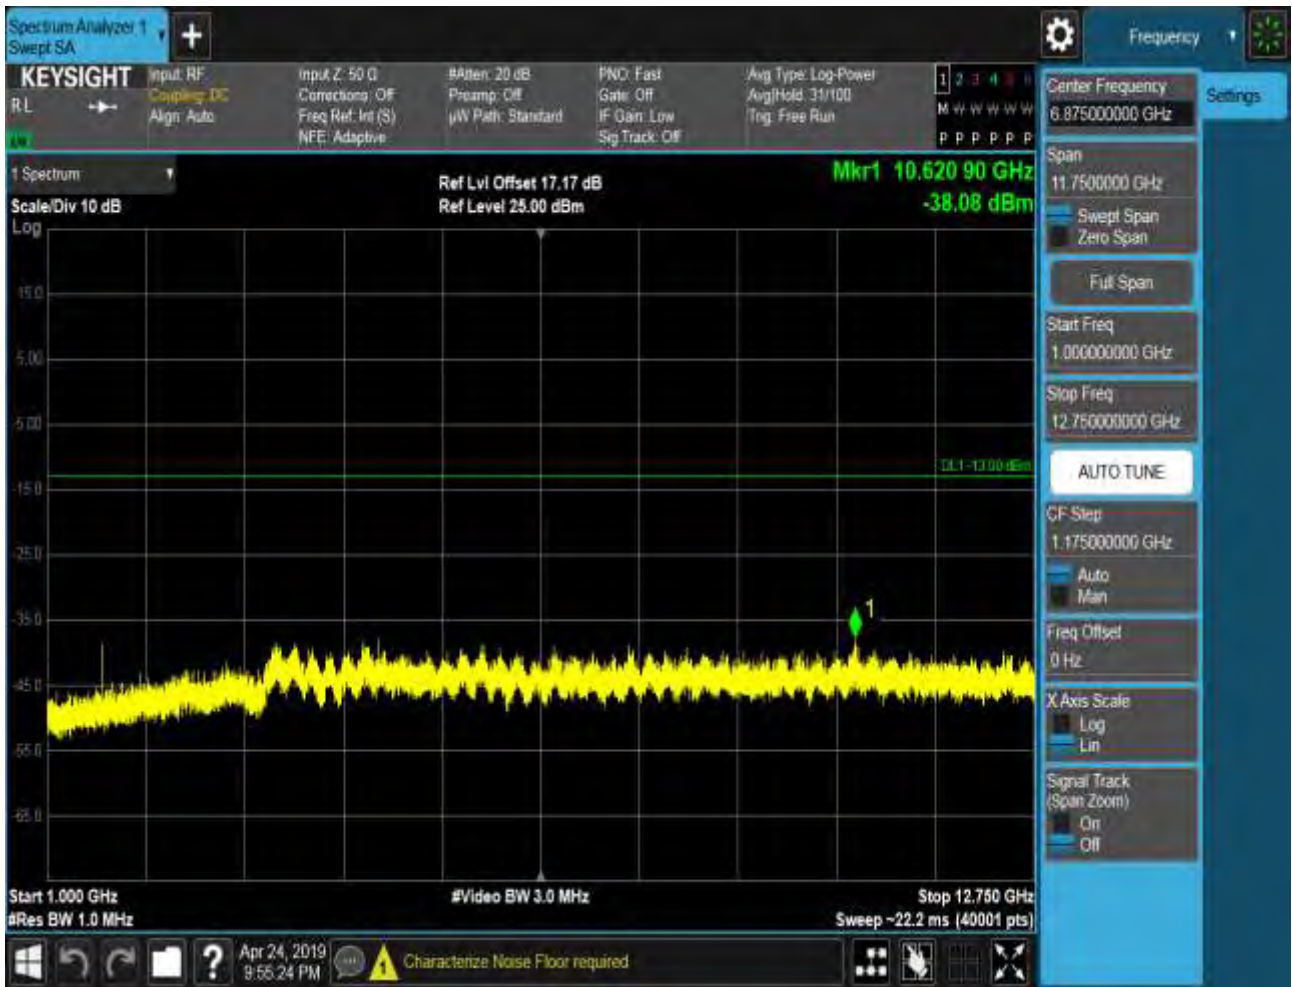 Spectrum Analyzer 1
Swept SA
+
Frequency
KEYSIGHT
RL
Input: RF
Coupling: DC
Align: Auto
Input Z: 50 Ω
Corrections: Off
Freq Ref: Int (S)
NFE: Adaptive
#Atten: 20 dB
Preamp: Off
µW Path: Standard
PNO: Fast
Gate: Off
IF Gain: Low
Sig Track: Off
Avg Type: Log-Power
Avg|Hold: 31/100
Trig: Free Run
1 2 3 4 5 6
M W W W W W
P P P P P P
1 Spectrum
Scale/Div 10 dB
Log
Ref Lvl Offset 17.17 dB
Ref Level 25.00 dBm
Mkr1 10.620 90 GHz
-38.08 dBm
15.0
5.00
-5.00
-15.0
-25.0
-35.0
-45.0
-55.0
-65.0
DL1 -13.00 dBm
1
Start 1.000 GHz
#Res BW 1.0 MHz
#Video BW 3.0 MHz
Stop 12.750 GHz
Sweep ~22.2 ms (40001 pts)
Center Frequency
6.875000000 GHz
Settings
Span
11.7500000 GHz
Swept Span
Zero Span
Full Span
Start Freq
1.000000000 GHz
Stop Freq
12.750000000 GHz
AUTO TUNE
CF Step
1.175000000 GHz
Auto
Man
Freq Offset
0 Hz
X Axis Scale
Log
Lin
Signal Track
(Span Zoom)
On
Off
?
Apr 24, 2019
9:55:24 PM
Characterize Noise Floor required